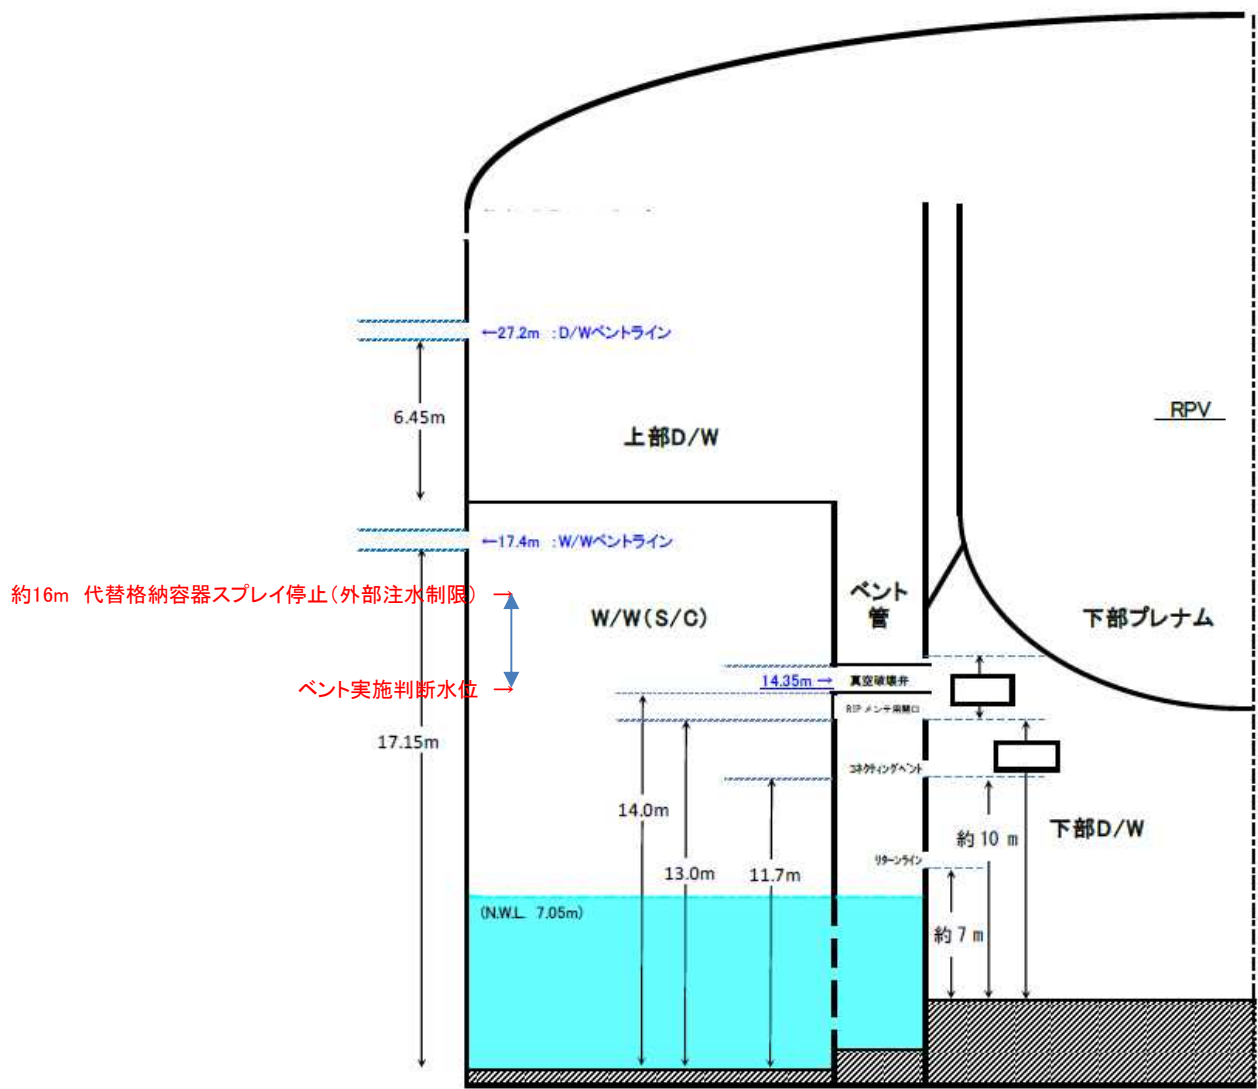 ←27.2m ：D/Wベントライン
6.45m
RPV
上部D/W
←17.4m ：W/Wベントライン
約16m 代替格納容器スプレイ停止（外部注水制限） →
W/W(S/C)
ベント
管
下部プレナム
14.35m →
真空破壊弁
ベント実施判断水位 →
RIPメンテ用開口
17.15m
コネクティングベント
14.0m
下部D/W
約10 m
リターンライン
13.0m
11.7m
(N.W.L. 7.05m)
約7 m